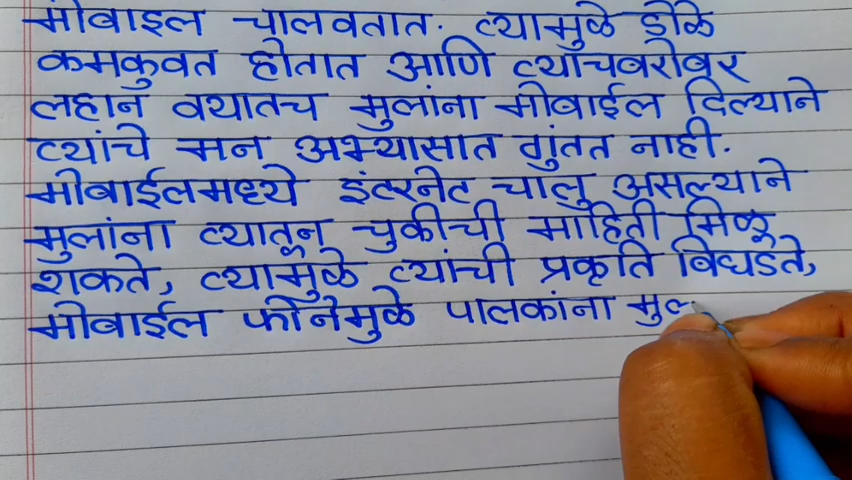 मोबाइल चालवतात. त्यामुळे डोळे
कमकुवत होतात आणि त्याचबरोबर
लहान वयातच मुलांना मोबाईल दिल्याने
त्यांचे मन अभ्यासात गुंतत नाही.
मोबाईलमध्ये इंटरनेट चालु असल्याने
मुलांना त्यातून चुकीची माहिती मिळू
शकते, त्यामुळे त्यांची प्रकृति बिघडते,
मोबाईल फोनमुळे पालकांना मुल